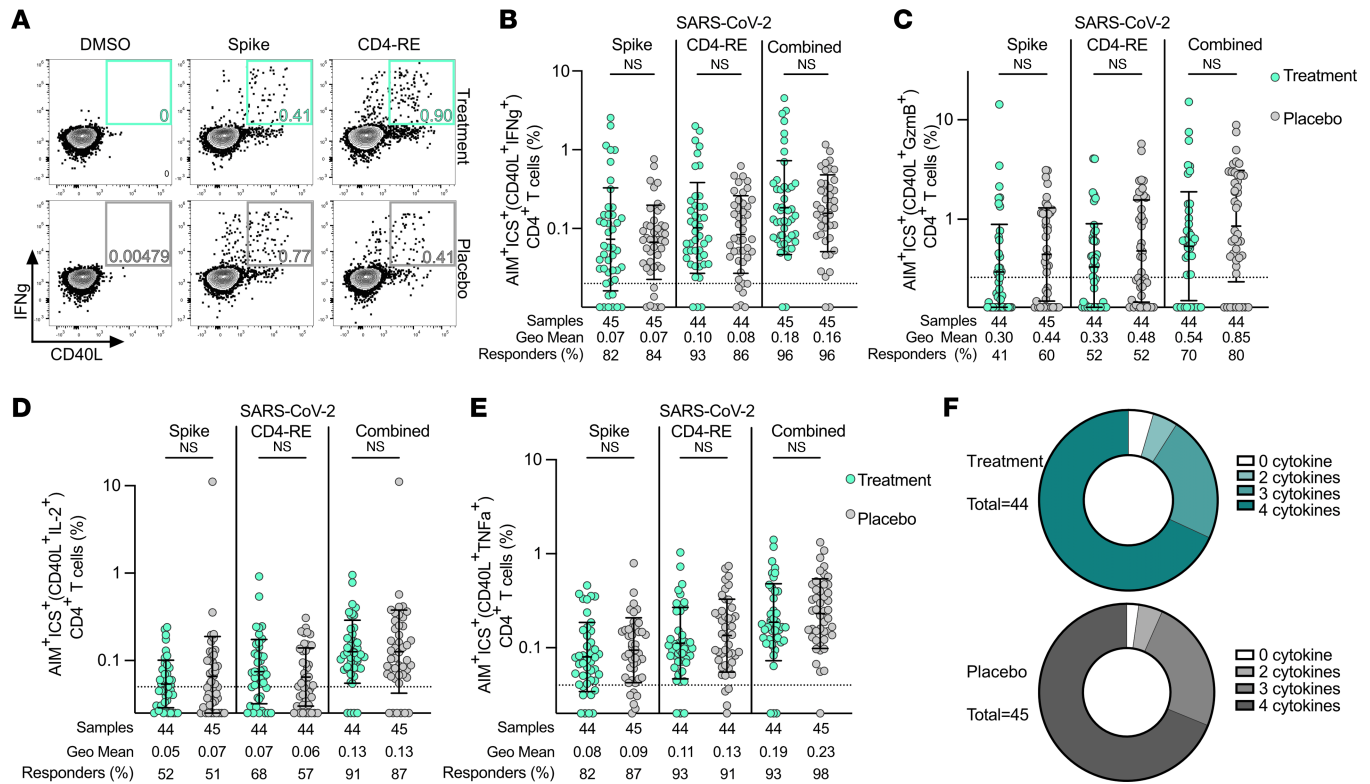 A
DMSO
Spike
CD4-RE
0
0
0.41
0.90
Treatment
0.00479
0.77
0.41
Placebo
IFNg
CD40L
B
SARS-CoV-2
Spike
CD4-RE
Combined
NS
NS
NS
AIM+ICS+(CD40L+IFNg+)
CD4+ T cells (%)
10
1
0.1
Samples 45 45 44 44 45 45
Geo Mean 0.07 0.07 0.10 0.08 0.18 0.16
Responders (%) 82 84 93 86 96 96
C
SARS-CoV-2
Spike
CD4-RE
Combined
NS
NS
NS
Treatment
Placebo
AIM+ICS+(CD40L+GzmB+)
CD4+ T cells (%)
10
1
Samples 44 45 44 44 44 44
Geo Mean 0.30 0.44 0.33 0.48 0.54 0.85
Responders (%) 41 60 52 52 70 80
D
SARS-CoV-2
Spike
CD4-RE
Combined
NS
NS
NS
AIM+ICS+(CD40L+IL-2+)
CD4+ T cells (%)
10
1
0.1
Samples 44 45 44 44 44 45
Geo Mean 0.05 0.07 0.07 0.06 0.13 0.13
Responders (%) 52 51 68 57 91 87
E
SARS-CoV-2
Spike
CD4-RE
Combined
NS
NS
NS
Treatment
Placebo
AIM+ICS+(CD40L+TNFa+)
CD4+ T cells (%)
10
1
0.1
Samples 44 45 44 44 44 45
Geo Mean 0.08 0.09 0.11 0.13 0.19 0.23
Responders (%) 82 87 93 91 93 98
F
Treatment
Total=44
0 cytokine
2 cytokines
3 cytokines
4 cytokines
Placebo
Total=45
0 cytokine
2 cytokines
3 cytokines
4 cytokines